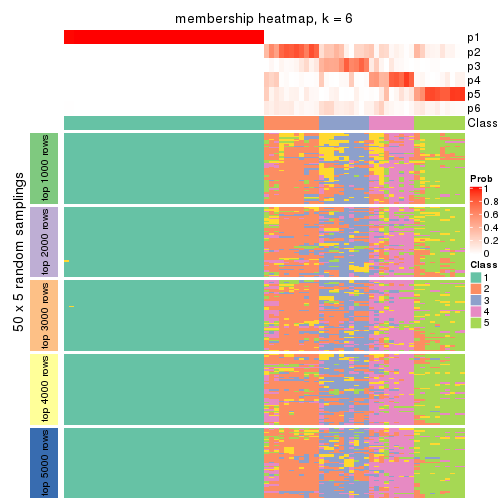 membership heatmap, k = 6
p1
p2
p3
p4
p5
p6
Class
50 x 5 random samplings
top 1000 rows
top 2000 rows
top 3000 rows
top 4000 rows
top 5000 rows
Prob
1
0.8
0.6
0.4
0.2
0
Class
1
2
3
4
5